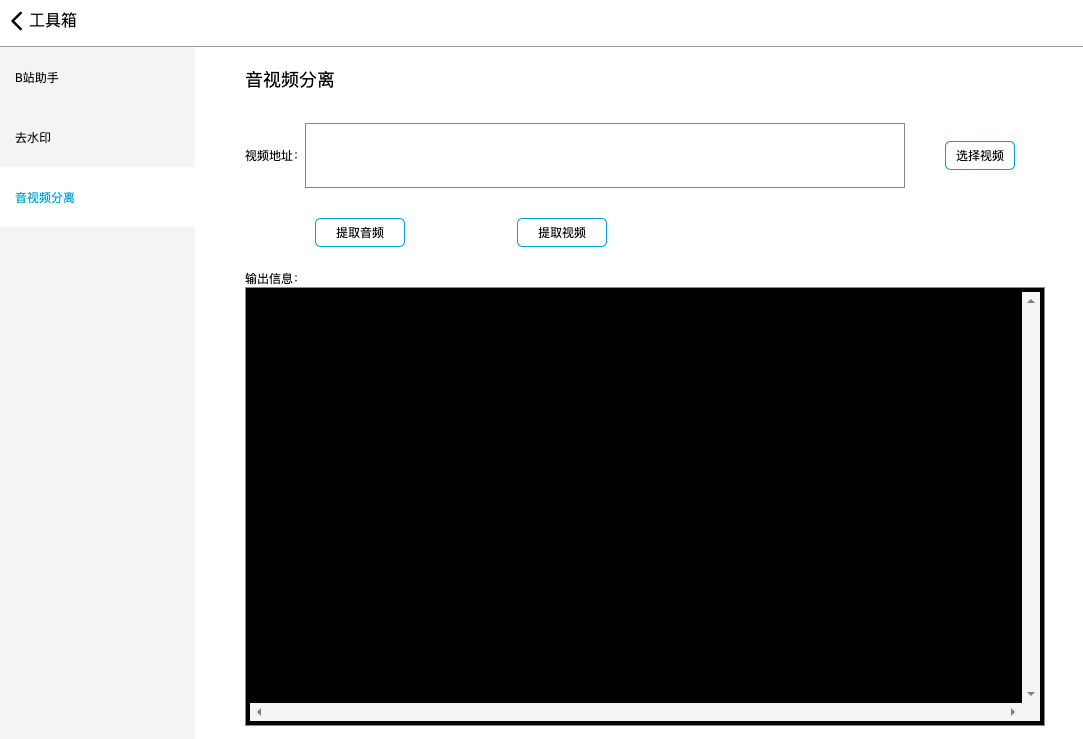 工具箱
B站助手
去水印
音视频分离
音视频分离
视频地址：
选择视频
提取音频
提取视频
输出信息：